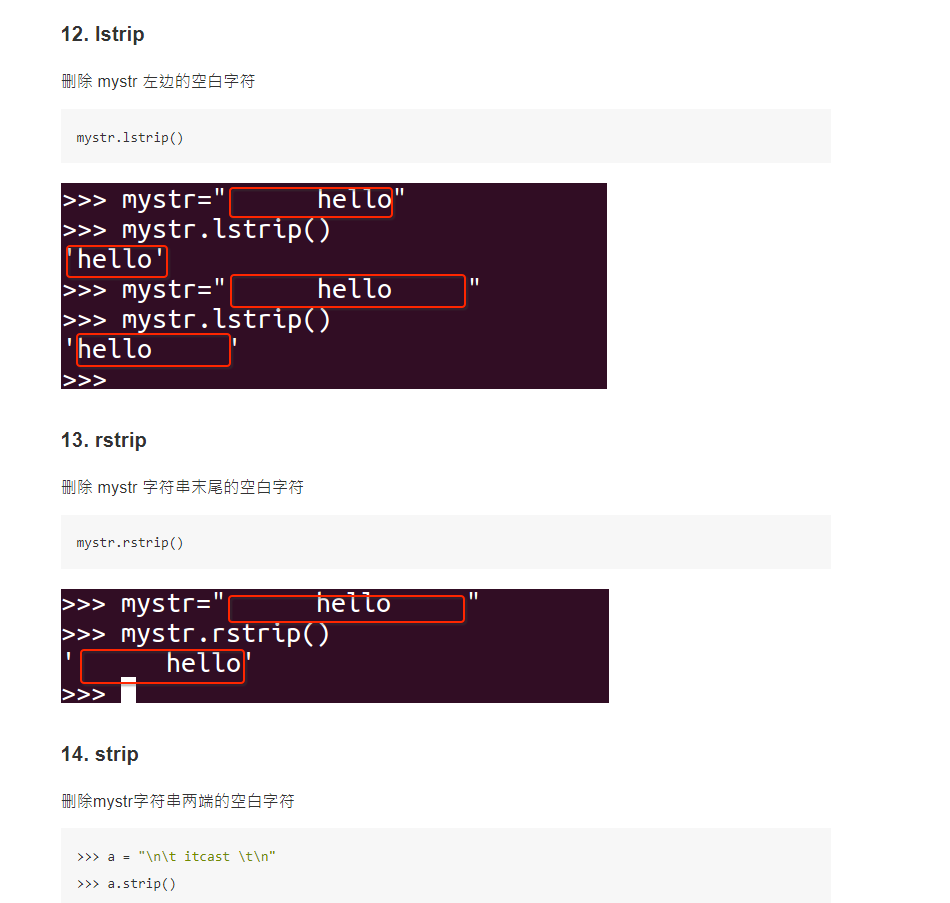 12. lstrip
删除 mystr 左边的空白字符
mystr.lstrip()
>>> mystr="      hello"
>>> mystr.lstrip()
'hello'
>>> mystr="      hello     "
>>> mystr.lstrip()
'hello     '
>>>
13. rstrip
删除 mystr 字符串末尾的空白字符
mystr.rstrip()
>>> mystr="      hello     "
>>> mystr.rstrip()
'      hello'
>>>
14. strip
删除mystr字符串两端的空白字符
>>> a = "\n\t itcast \t\n"
>>> a.strip()